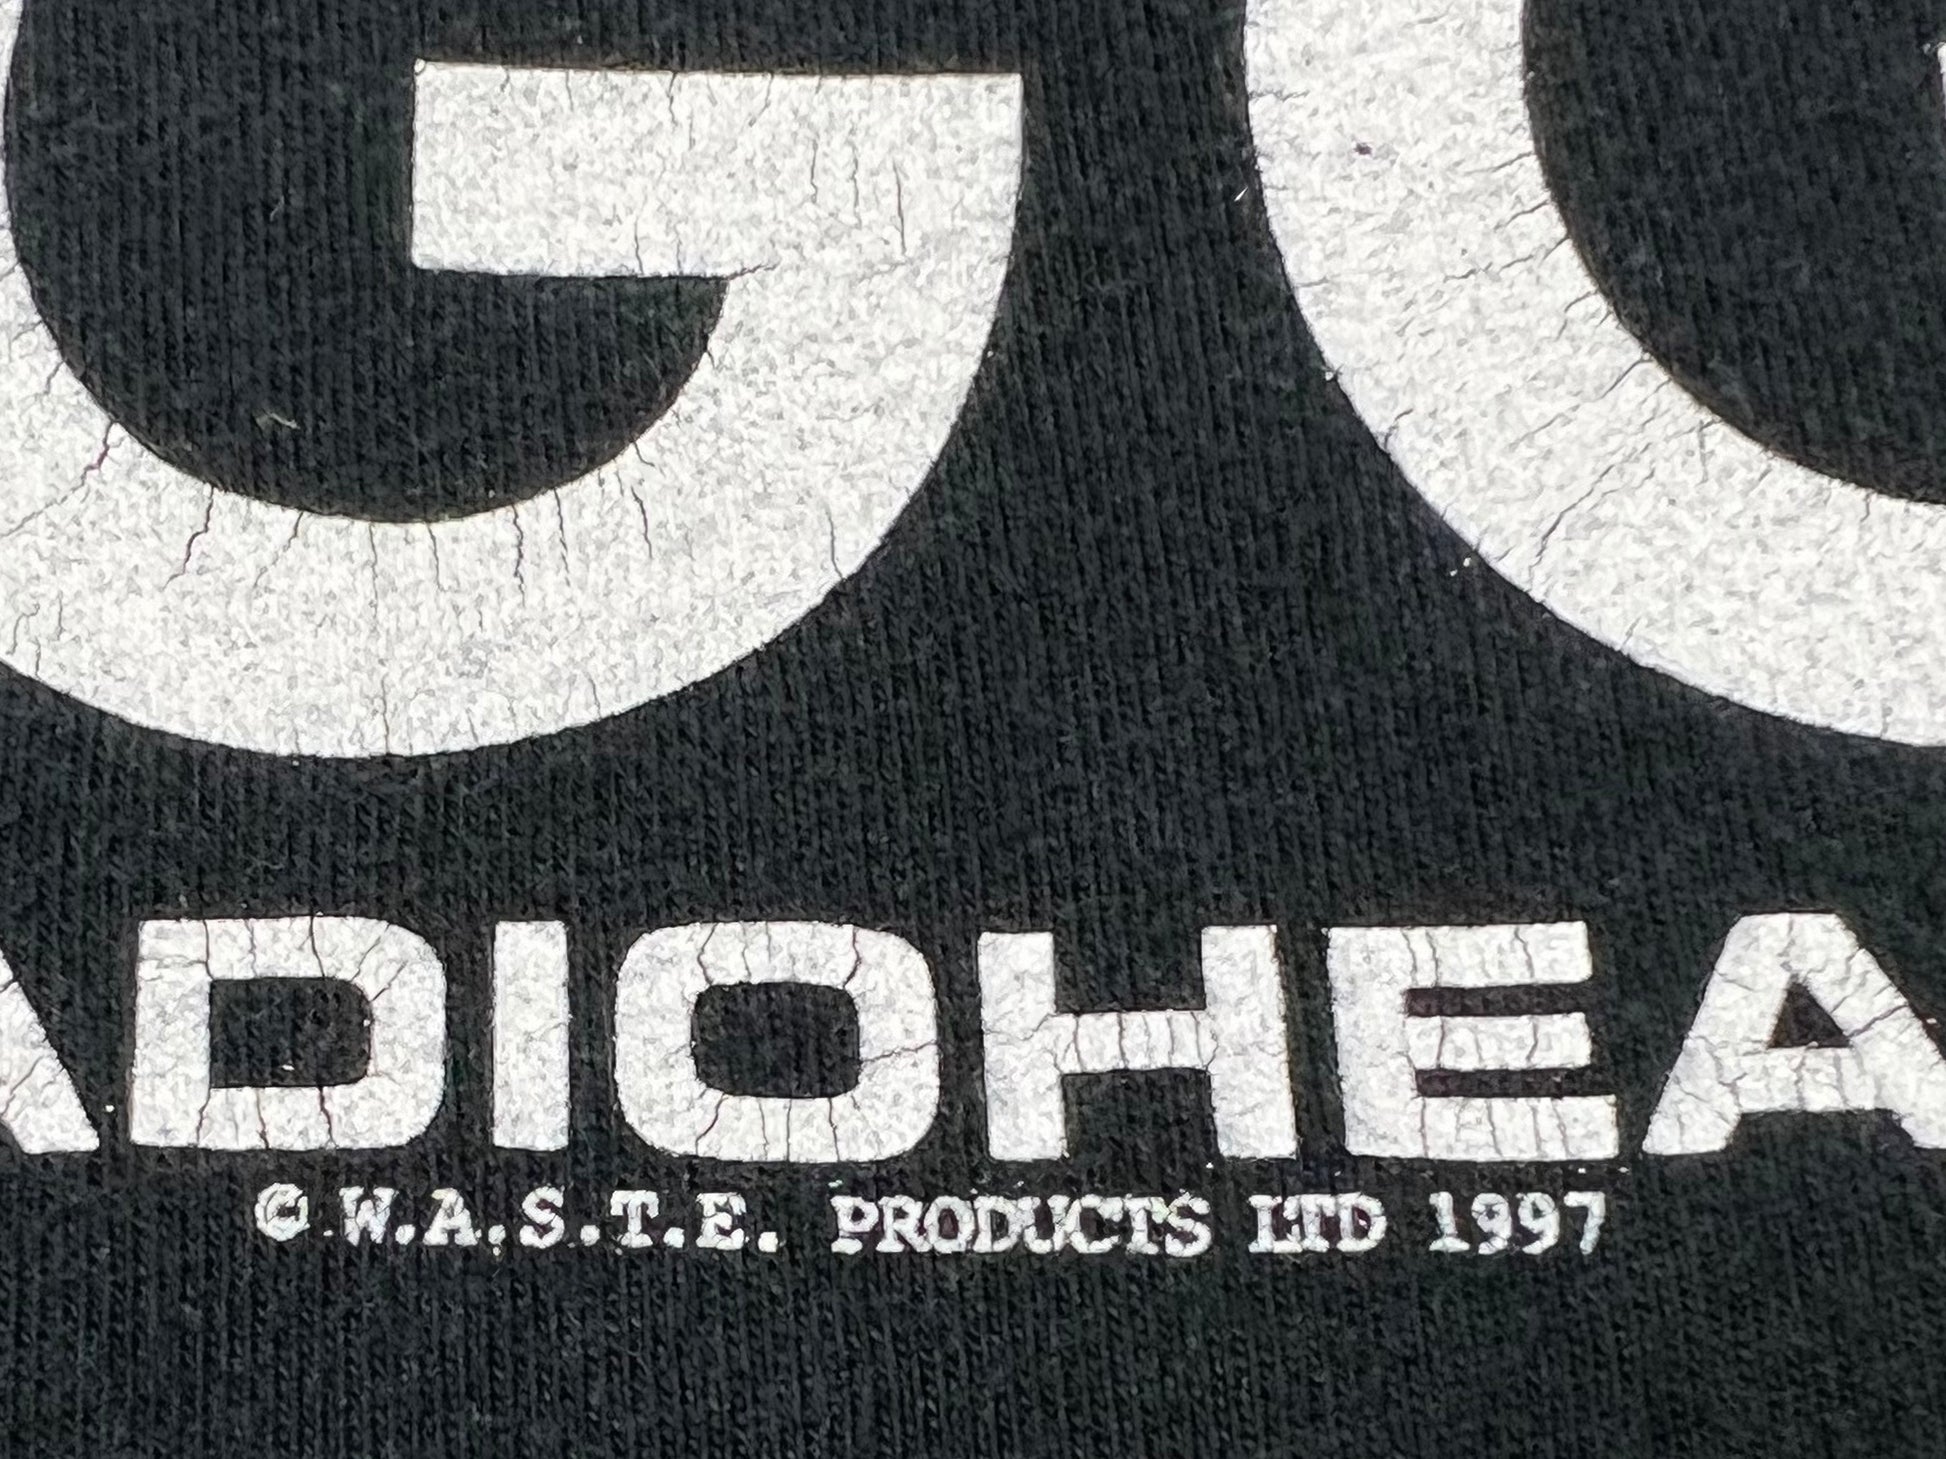 G
ADIOHEA
© W.A.S.T.E. PRODUCTS LTD 1997